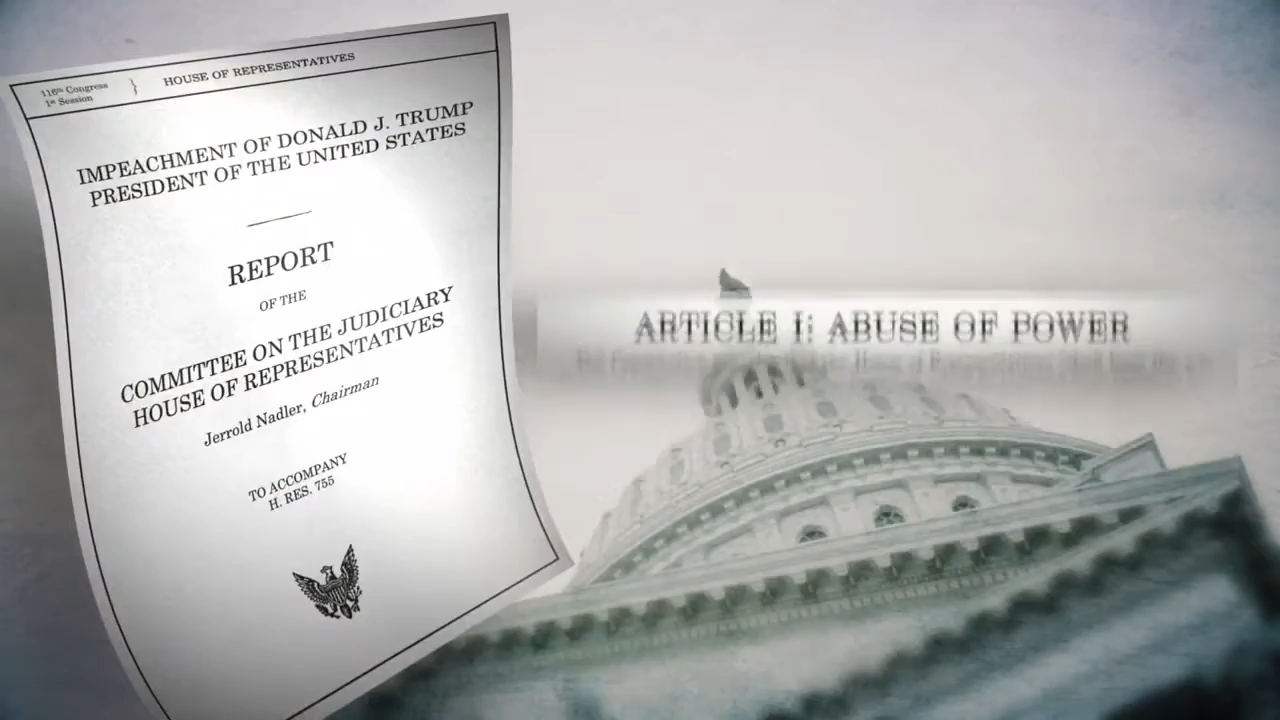 116th Congress
1st Session
HOUSE OF REPRESENTATIVES
IMPEACHMENT OF DONALD J. TRUMP
PRESIDENT OF THE UNITED STATES
REPORT
OF THE
COMMITTEE ON THE JUDICIARY
HOUSE OF REPRESENTATIVES
Jerrold Nadler, Chairman
TO ACCOMPANY
H. RES. 755
ARTICLE I: ABUSE OF POWER